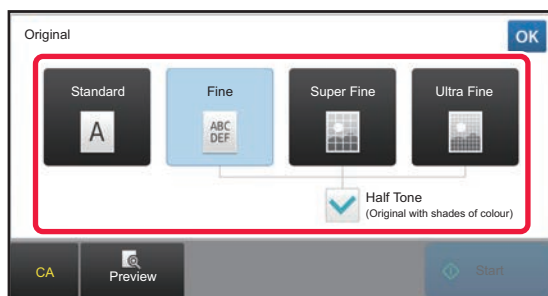 Original
OK
Standard
Fine
Super Fine
Ultra Fine
A
ABC
DEF
Half Tone
(Original with shades of colour)
CA
Preview
Start